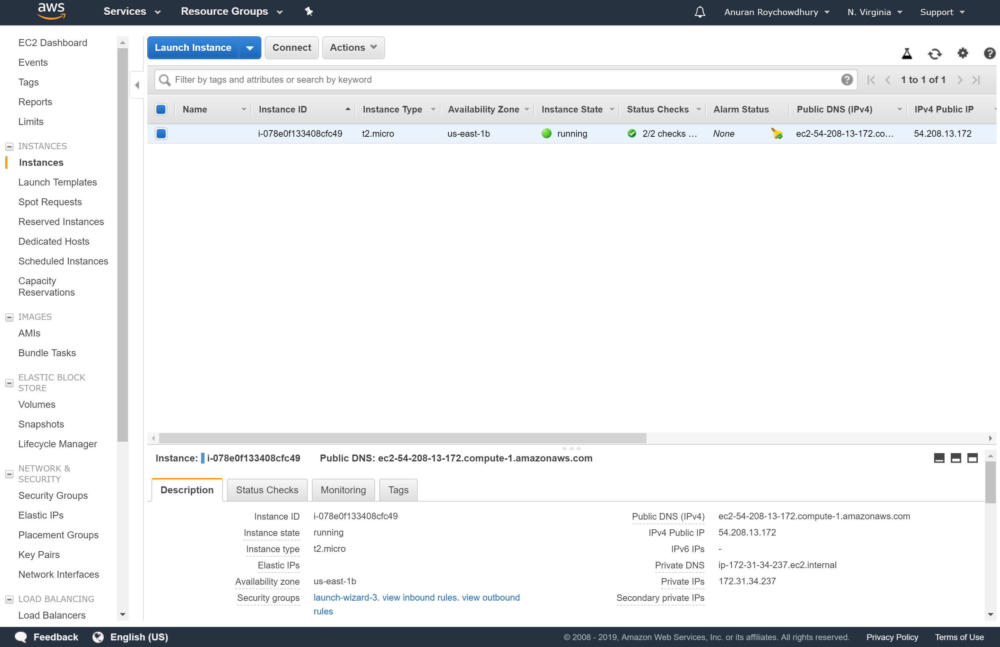 aws
Services
Resource Groups
Anuran Roychowdhury
N. Virginia
Support
EC2 Dashboard
Events
Tags
Reports
Limits
INSTANCES
Instances
Launch Templates
Spot Requests
Reserved Instances
Dedicated Hosts
Scheduled Instances
Capacity
Reservations
IMAGES
AMIs
Bundle Tasks
ELASTIC BLOCK
STORE
Volumes
Snapshots
Lifecycle Manager
NETWORK &
SECURITY
Security Groups
Elastic IPs
Placement Groups
Key Pairs
Network Interfaces
LOAD BALANCING
Load Balancers
Launch Instance
Connect
Actions
Filter by tags and attributes or search by keyword
1 to 1 of 1
Name Instance ID Instance Type Availability Zone Instance State Status Checks Alarm Status Public DNS (IPv4) IPv4 Public IP
i-078e0f133408cfc49 t2.micro us-east-1b running 2/2 checks ... None ec2-54-208-13-172.co... 54.208.13.172
Instance: i-078e0f133408cfc49 Public DNS: ec2-54-208-13-172.compute-1.amazonaws.com
Description Status Checks Monitoring Tags
Instance ID i-078e0f133408cfc49
Instance state running
Instance type t2.micro
Elastic IPs
Availability zone us-east-1b
Security groups launch-wizard-3. view inbound rules. view outbound
rules
Public DNS (IPv4) ec2-54-208-13-172.compute-1.amazonaws.com
IPv4 Public IP 54.208.13.172
IPv6 IPs -
Private DNS ip-172-31-34-237.ec2.internal
Private IPs 172.31.34.237
Secondary private IPs
Feedback
English (US)
© 2008 - 2019, Amazon Web Services, Inc. or its affiliates. All rights reserved.
Privacy Policy
Terms of Use